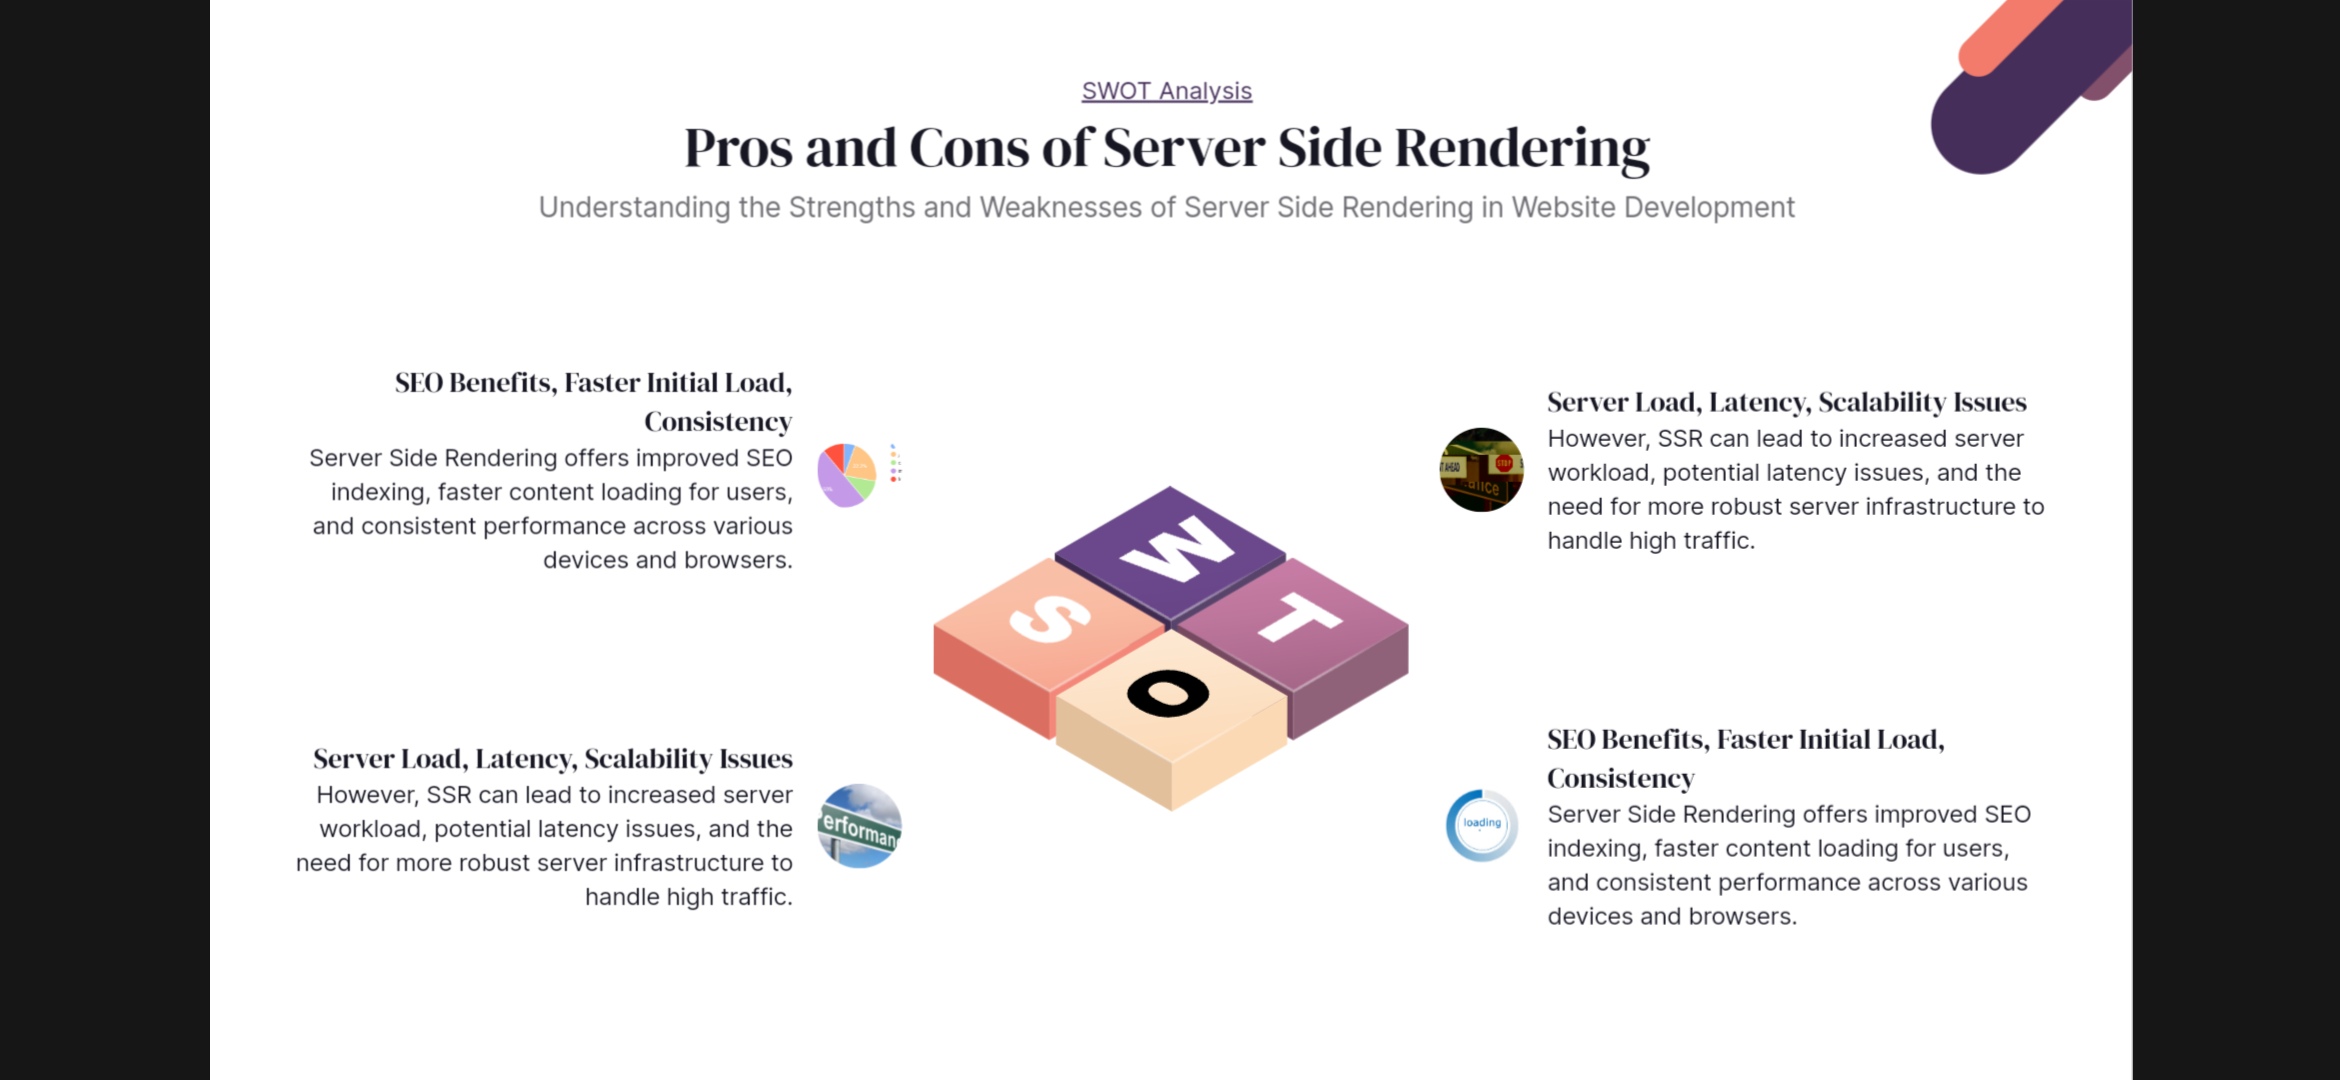 SWOT Analysis
Pros and Cons of Server Side Rendering
Understanding the Strengths and Weaknesses of Server Side Rendering in Website Development
SEO Benefits, Faster Initial Load,
Consistency
Server Side Rendering offers improved SEO
indexing, faster content loading for users,
and consistent performance across various
devices and browsers.
Server Load, Latency, Scalability Issues
However, SSR can lead to increased server
workload, potential latency issues, and the
need for more robust server infrastructure to
handle high traffic.
T AHEAD
STOP
W
S
T
O
Server Load, Latency, Scalability Issues
However, SSR can lead to increased server
workload, potential latency issues, and the
need for more robust server infrastructure to
handle high traffic.
erforman
loading
SEO Benefits, Faster Initial Load,
Consistency
Server Side Rendering offers improved SEO
indexing, faster content loading for users,
and consistent performance across various
devices and browsers.